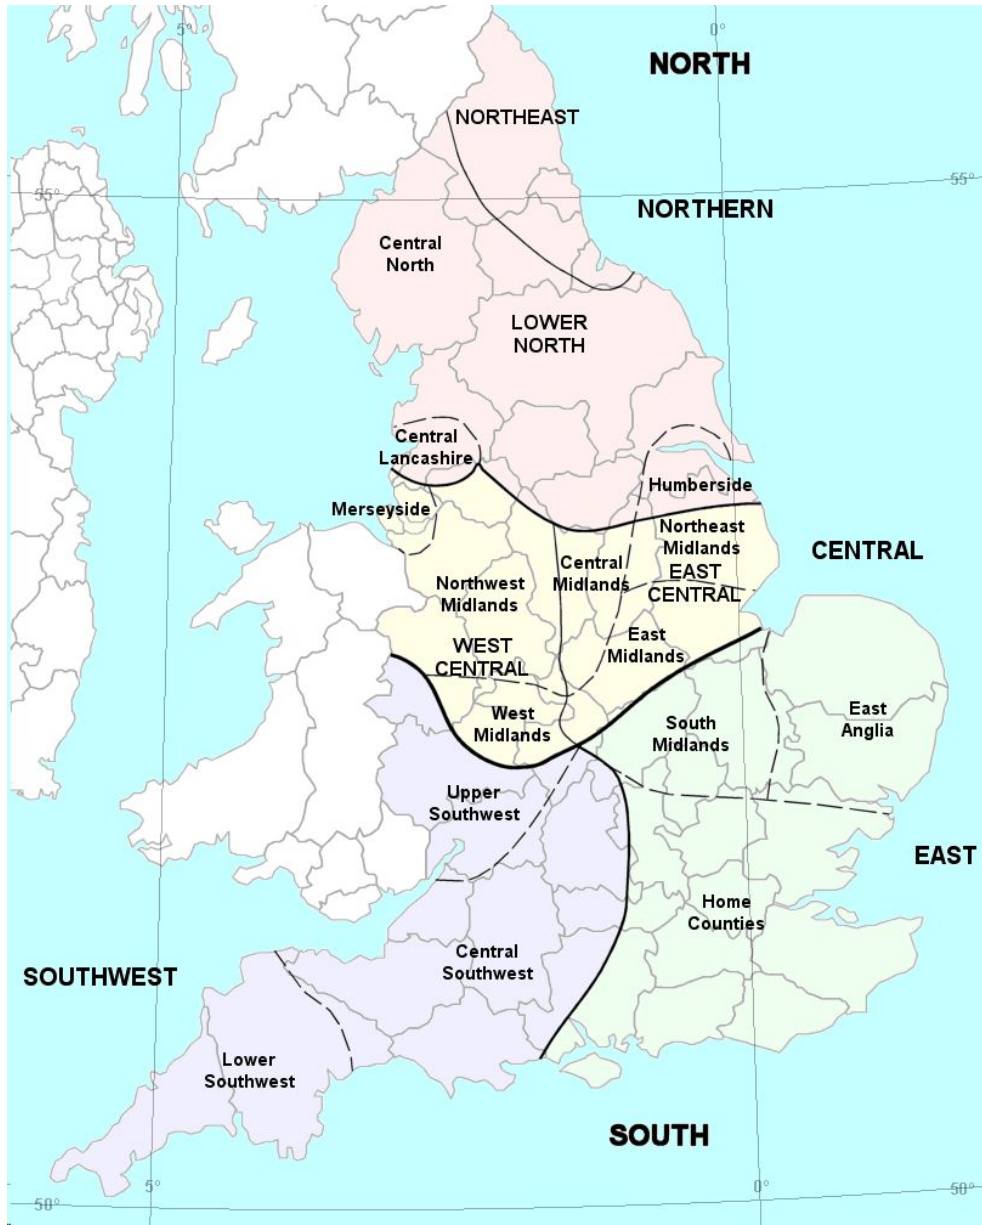 5°
0°
NORTH
NORTHEAST
55°
55°
NORTHERN
Central
North
LOWER
NORTH
Central
Lancashire
Humberside
Merseyside
Northeast
Midlands
CENTRAL
Central
Midlands
EAST
CENTRAL
Northwest
Midlands
East
Midlands
WEST
CENTRAL
West
Midlands
South
Midlands
East
Anglia
Upper
Southwest
EAST
Home
Counties
Central
Southwest
SOUTHWEST
Lower
Southwest
SOUTH
5°
0°
50°
50°